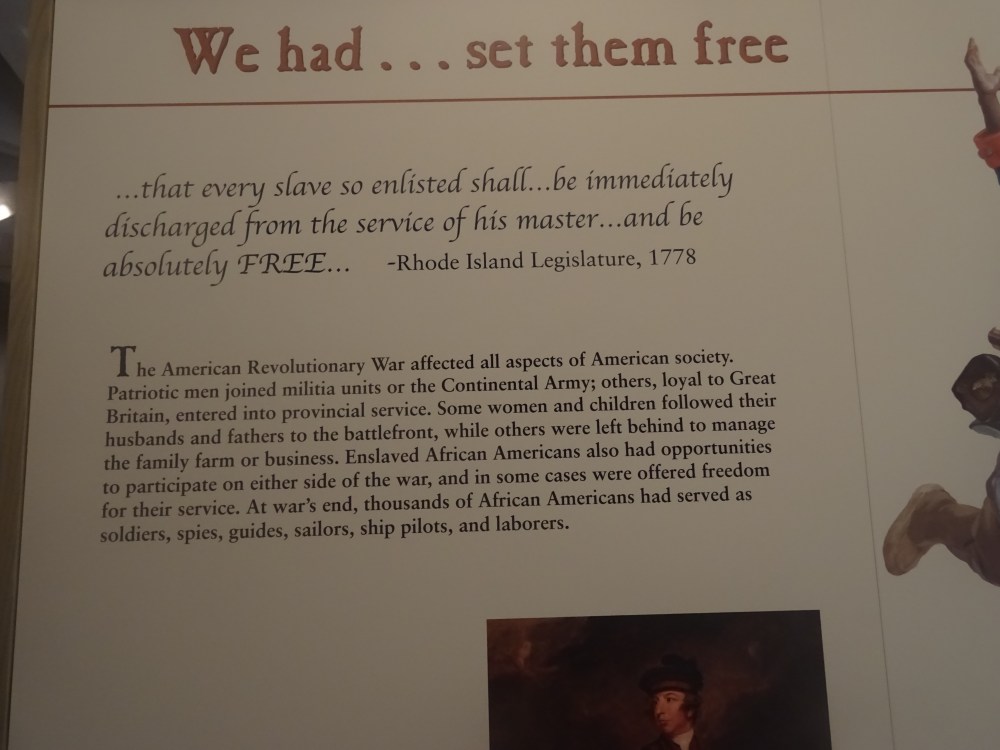 We had . . . set them free
...that every slave so enlisted shall...be immediately
discharged from the service of his master...and be
absolutely FREE... -Rhode Island Legislature, 1778
The American Revolutionary War affected all aspects of American society.
Patriotic men joined militia units or the Continental Army; others, loyal to Great
Britain, entered into provincial service. Some women and children followed their
husbands and fathers to the battlefront, while others were left behind to manage
the family farm or business. Enslaved African Americans also had opportunities
to participate on either side of the war, and in some cases were offered freedom
for their service. At war's end, thousands of African Americans had served as
soldiers, spies, guides, sailors, ship pilots, and laborers.